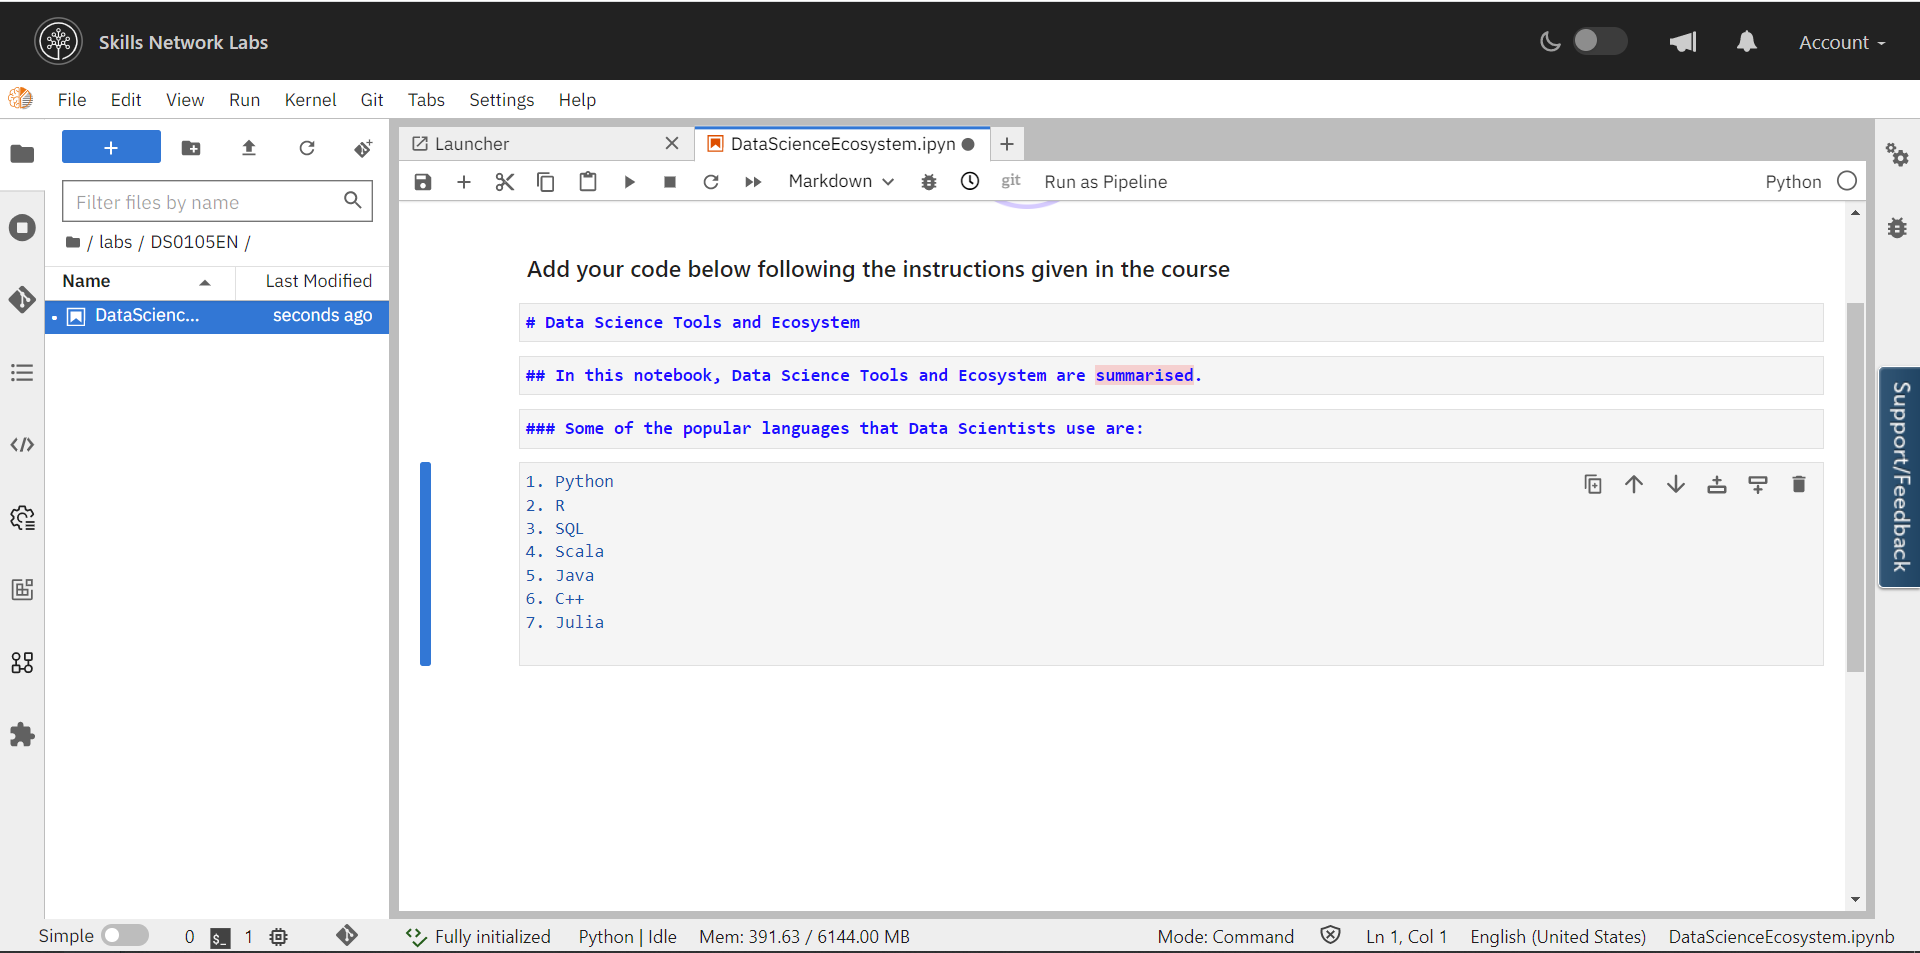 Skills Network Labs
Account
File Edit View Run Kernel Git Tabs Settings Help
+
Filter files by name
/ labs / DS0105EN /
Name Last Modified
DataScienc... seconds ago
Launcher
DataScienceEcosystem.ipyn
Markdown
git
Run as Pipeline
Python
Add your code below following the instructions given in the course
# Data Science Tools and Ecosystem
## In this notebook, Data Science Tools and Ecosystem are summarised.
### Some of the popular languages that Data Scientists use are:
1. Python
2. R
3. SQL
4. Scala
5. Java
6. C++
7. Julia
Support/Feedback
Simple 0 $_ 1 Fully initialized Python | Idle Mem: 391.63 / 6144.00 MB Mode: Command Ln 1, Col 1 English (United States) DataScienceEcosystem.ipynb